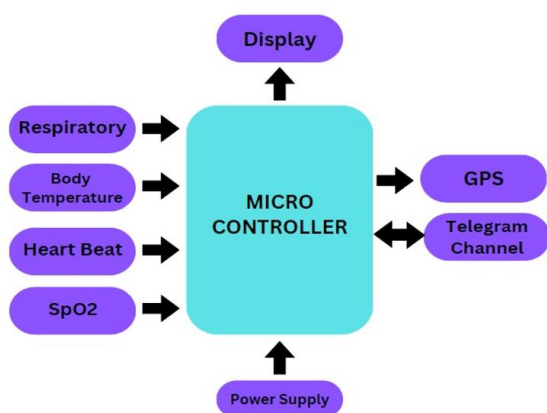 Display
Respiratory
Body
Temperature
Heart Beat
SpO2
MICRO
CONTROLLER
GPS
Telegram
Channel
Power Supply